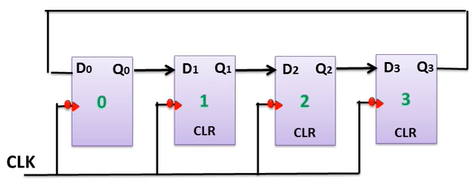 D0 Q0 D1 Q1 D2 Q2 D3 Q3
0 1 2 3
CLR CLR CLR
CLK